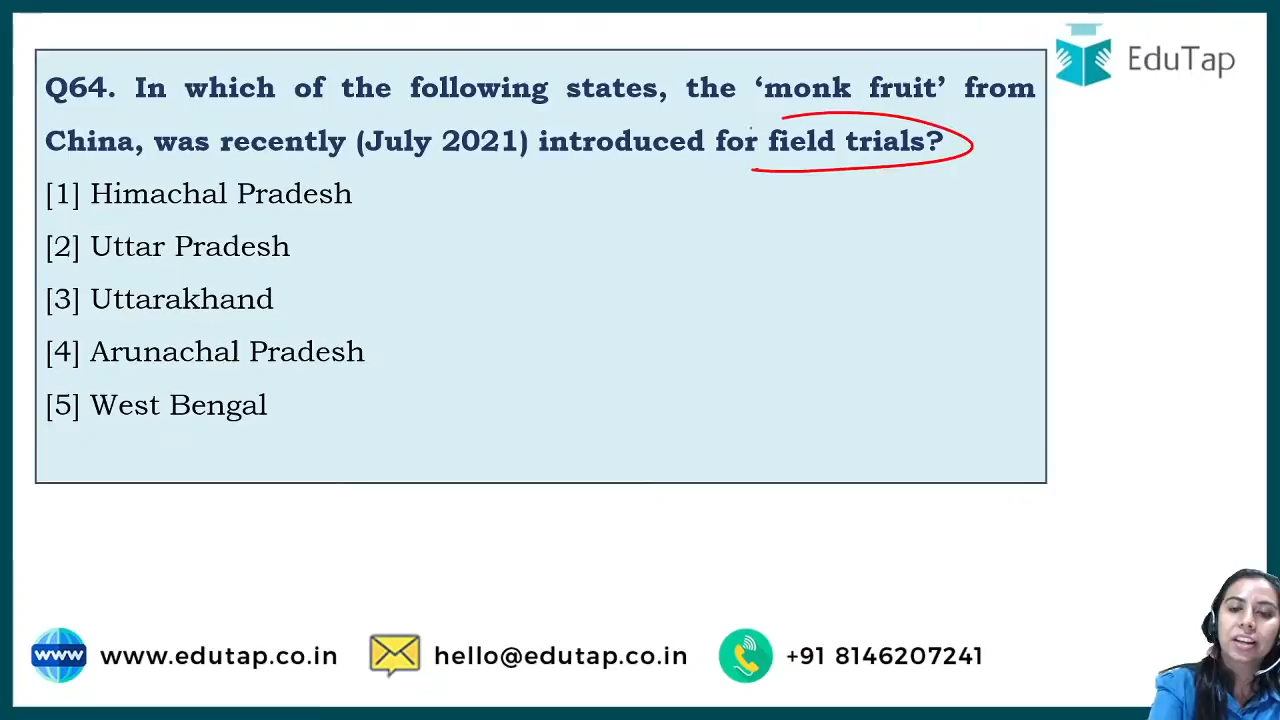 EduTap
Q64. In which of the following states, the ‘monk fruit’ from
China, was recently (July 2021) introduced for field trials?
[1] Himachal Pradesh
[2] Uttar Pradesh
[3] Uttarakhand
[4] Arunachal Pradesh
[5] West Bengal
www www.edutap.co.in hello@edutap.co.in +91 8146207241